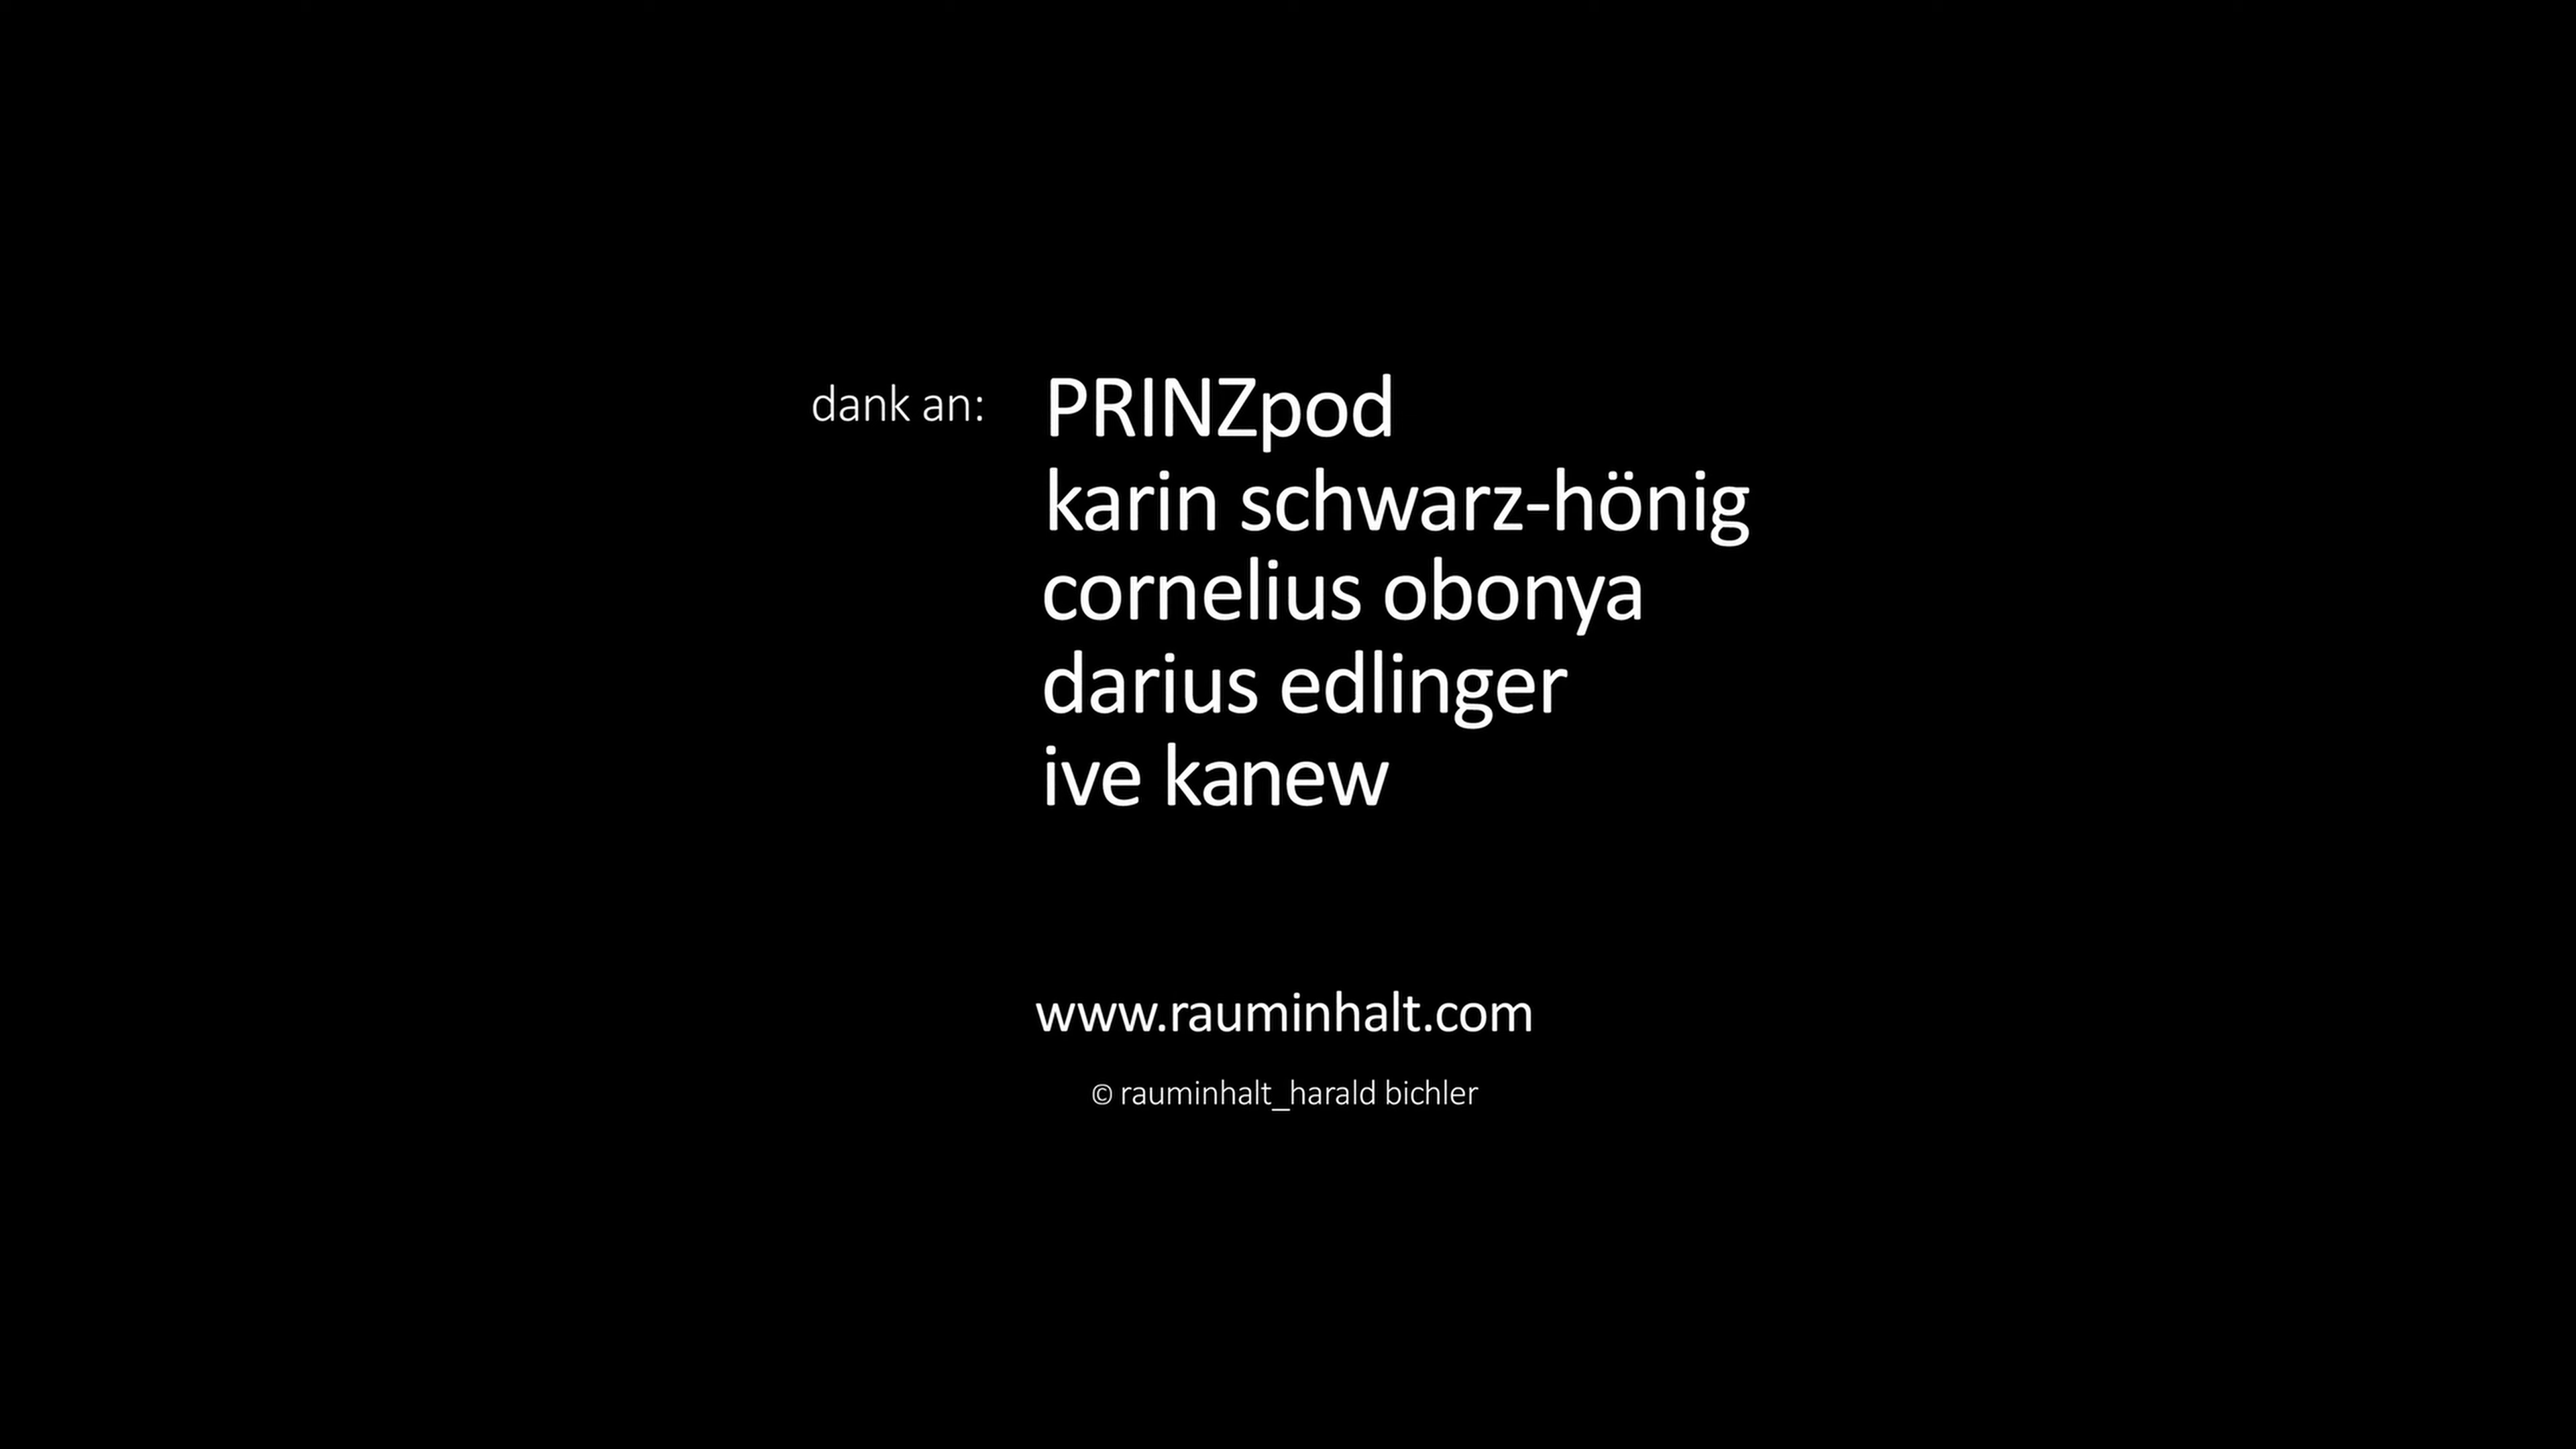 dank an: PRINZpod
karin schwarz-hönig
cornelius obonya
darius edlinger
ive kanew
www.rauminhalt.com
© rauminhalt_harald bichler